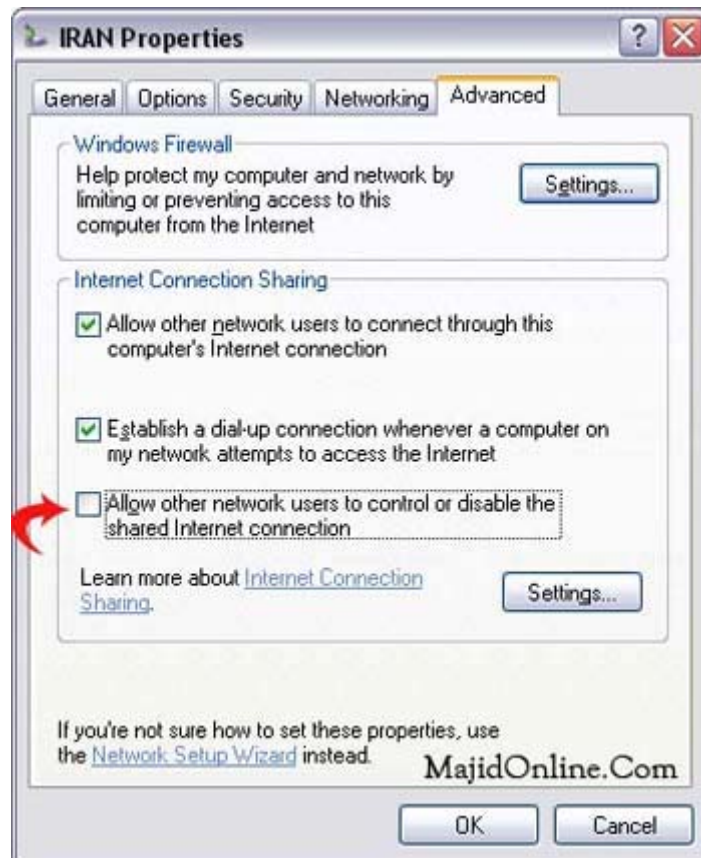 IRAN Properties
General Options Security Networking Advanced
Windows Firewall
Help protect my computer and network by
limiting or preventing access to this
computer from the Internet
Settings...
Internet Connection Sharing
Allow other network users to connect through this
computer's Internet connection
Establish a dial-up connection whenever a computer on
my network attempts to access the Internet
Allow other network users to control or disable the
shared Internet connection
Learn more about Internet Connection
Sharing.
Settings...
If you're not sure how to set these properties, use
the Network Setup Wizard instead.
MajidOnline.Com
OK Cancel